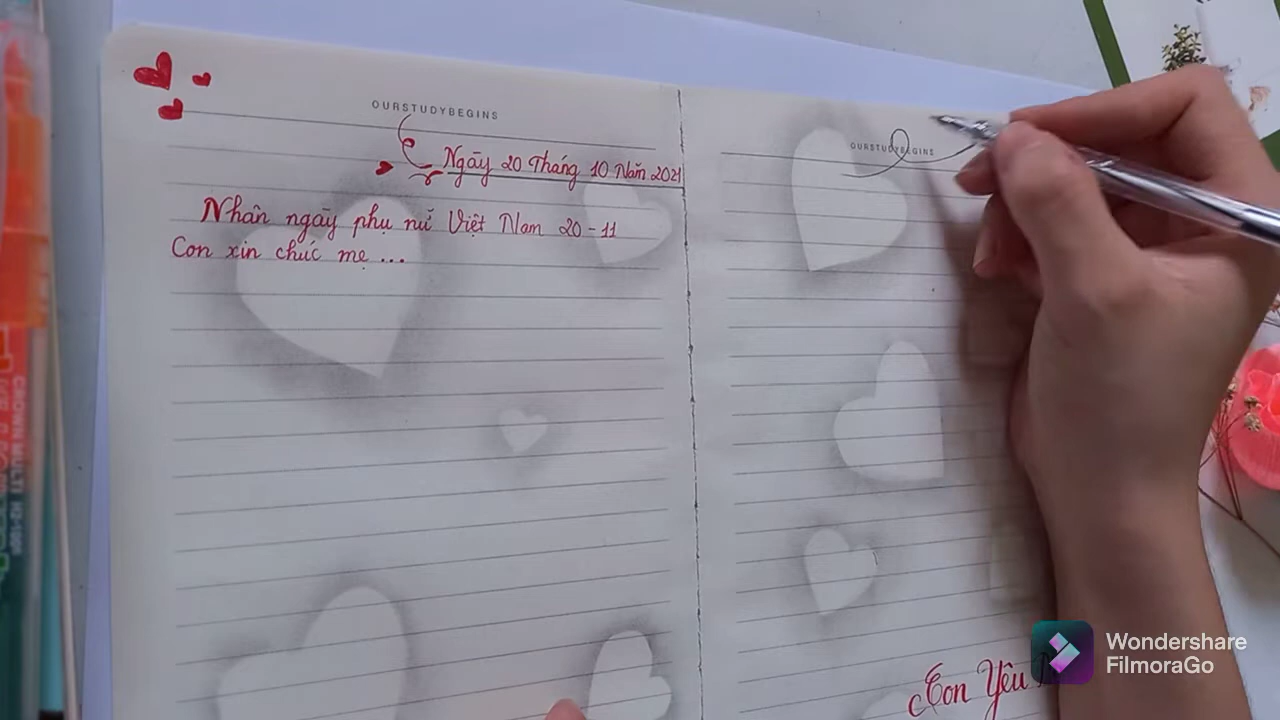 OURSTUDYBEGINS
Ngày 20 Tháng 10 Năm 2021
Nhân ngày phụ nữ Việt Nam 20-11
Con xin chúc mẹ ...
OURSTUDYBEGINS
Con Yêu
Wondershare
FilmoraGo